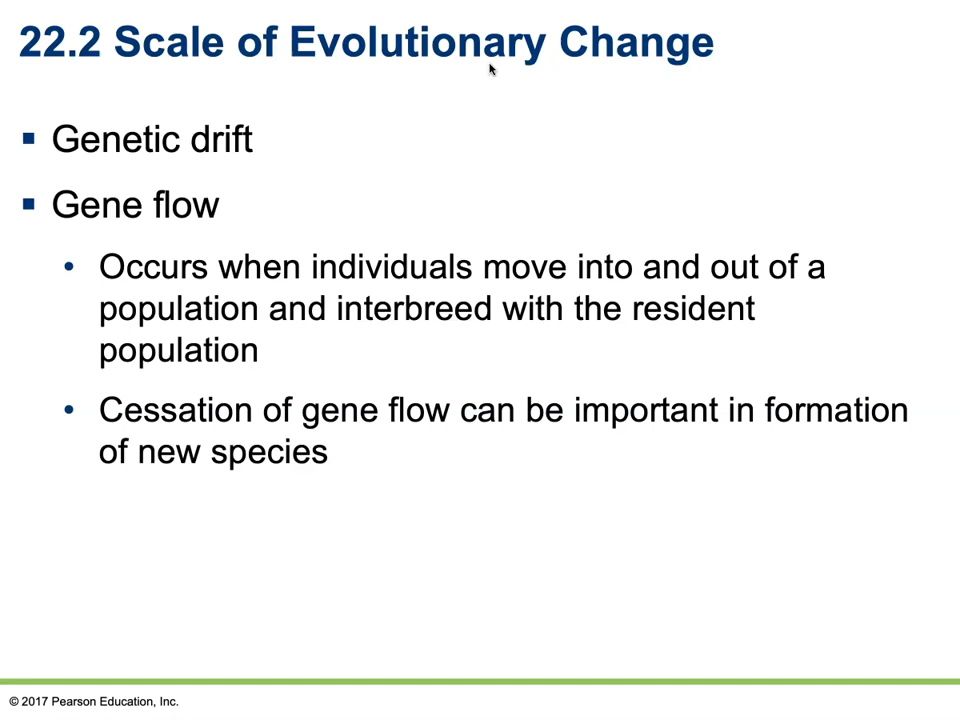 22.2 Scale of Evolutionary Change
▪ Genetic drift
▪ Gene flow
• Occurs when individuals move into and out of a
population and interbreed with the resident
population
• Cessation of gene flow can be important in formation
of new species
© 2017 Pearson Education, Inc.